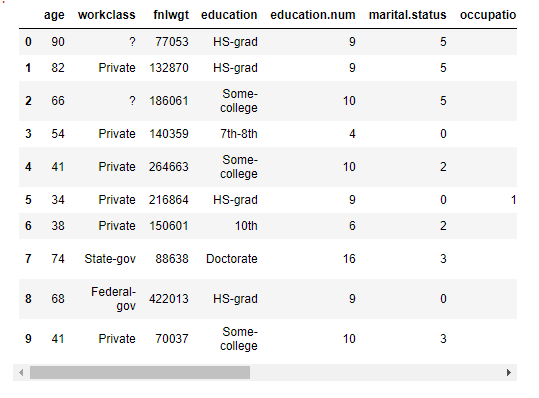 age workclass fnlwgt education education.num marital.status occupatio
0 90 ? 77053 HS-grad 9 5
1 82 Private 132870 HS-grad 9 5
2 66 ? 186061 Some-college 10 5
3 54 Private 140359 7th-8th 4 0
4 41 Private 264663 Some-college 10 2
5 34 Private 216864 HS-grad 9 0 1
6 38 Private 150601 10th 6 2
7 74 State-gov 88638 Doctorate 16 3
8 68 Federal-gov 422013 HS-grad 9 0
9 41 Private 70037 Some-college 10 3